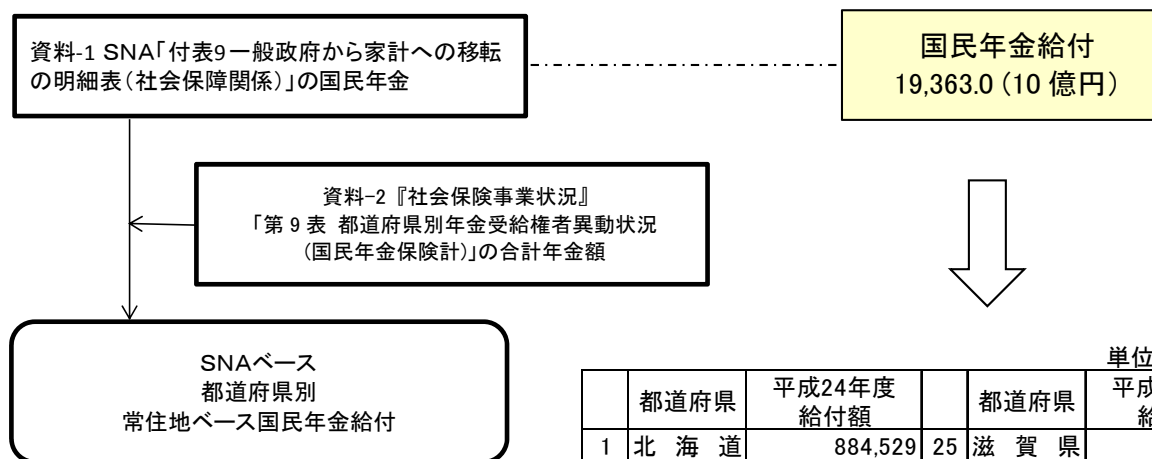 資料-1 SNA「付表9一般政府から家計への移転
の明細表(社会保障関係)」の国民年金
国民年金給付
19,363.0 (10 億円)
資料-2『社会保険事業状況』
「第 9 表 都道府県別年金受給権者異動状況
(国民年金保険計)」の合計年金額
SNAベース
都道府県別
常住地ベース国民年金給付
単位
都道府県 平成24年度 給付額 都道府県 平成 給
1 北 海 道 884,529 25 滋 賀 県